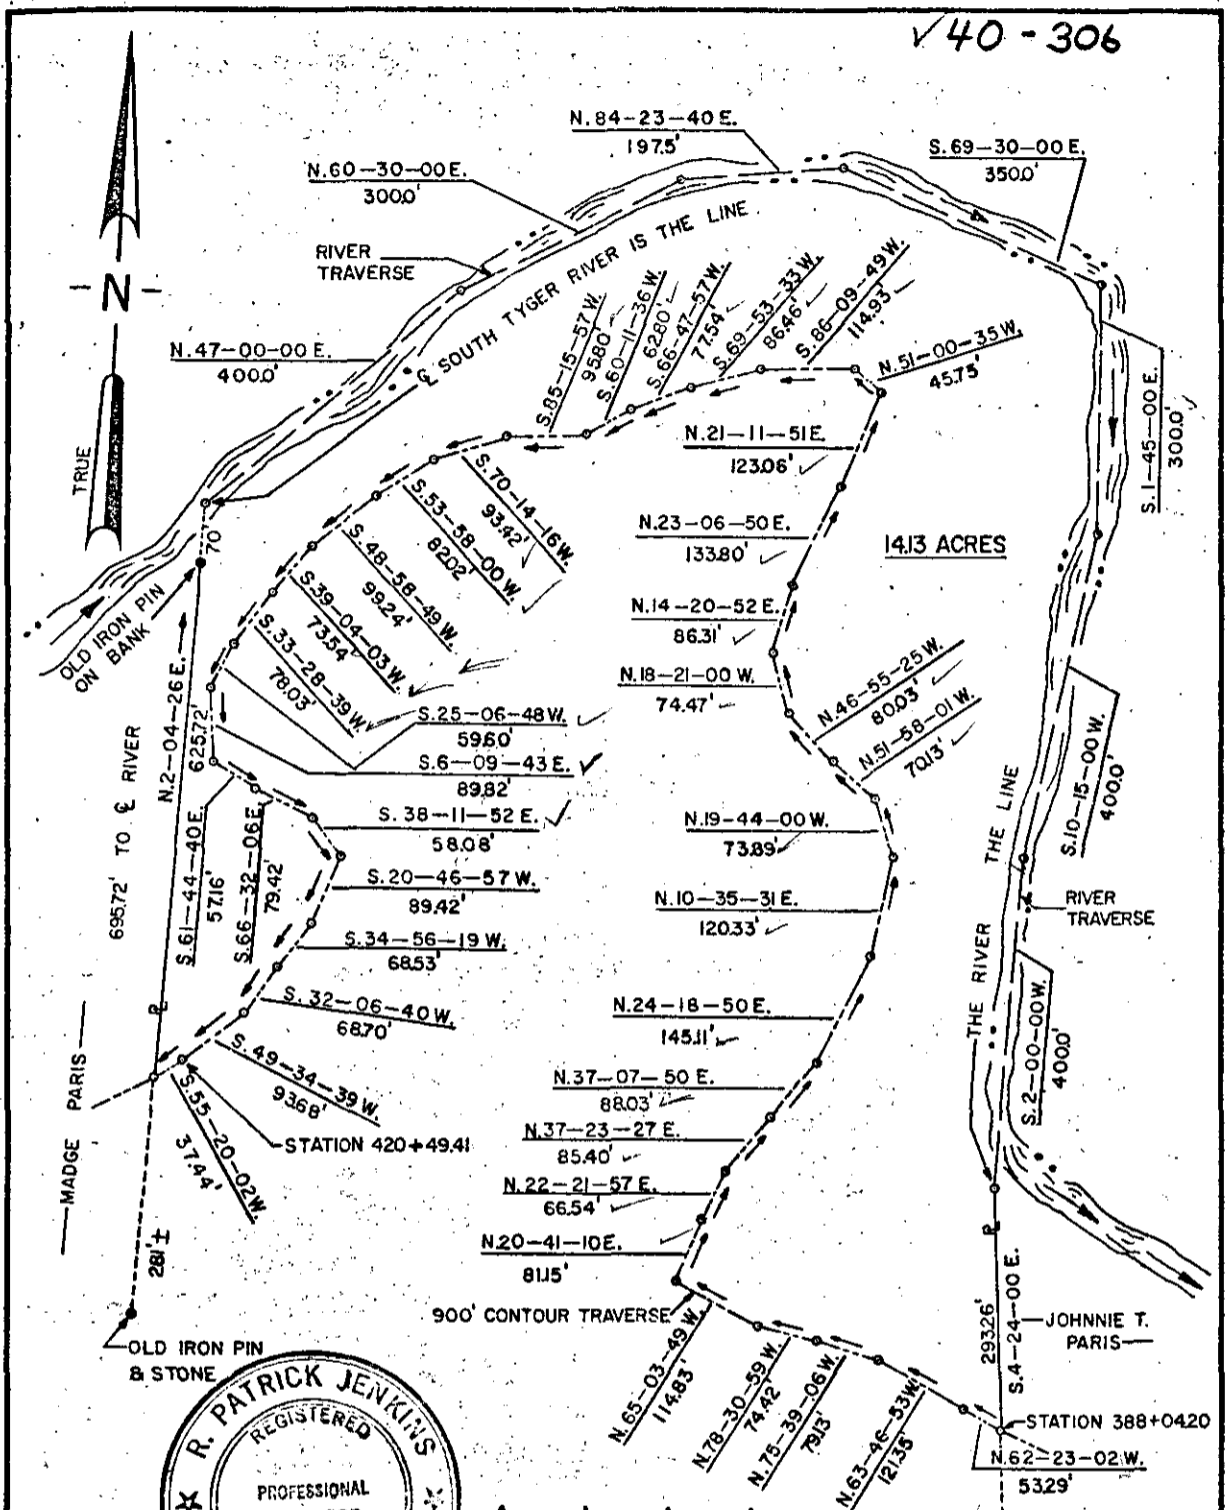 ✓40-306
N.84-23-40 E.
197.5'
N.60-30-00 E.
300.0'
S.69-30-00 E.
350.0'
RIVER
TRAVERSE
℄ SOUTH TYGER RIVER IS THE LINE
N
TRUE
N.47-00-00 E.
400.0'
S.85-15-57 W.
95.80'
S.60-11-36 W.
62.80'
S.66-47-57 W.
77.54'
S.69-53-33 W.
86.46'
S.86-09-49 W.
114.93'
N.51-00-35 W.
45.75'
S.1-45-00 E.
300.0'
N.21-11-51 E.
123.06'
S.70-14-16 W.
93.42'
S.53-58-00 W.
82.02'
S.48-58-49 W.
99.24'
S.39-04-03 W.
73.54'
S.33-28-39 W.
78.03'
N.23-06-50 E.
133.80'
14.13 ACRES
70'
OLD IRON PIN
ON BANK
N.14-20-52 E.
86.31'
N.18-21-00 W.
74.47'
N.46-55-25 W.
80.03'
N.51-58-01 W.
70.13'
N.2-04-26 E.
625.72'
695.72' TO ℄ RIVER
S.25-06-48 W.
59.60'
S.6-09-43 E.
89.82'
S.38-11-52 E.
58.08'
S.61-44-40 E.
57.16'
S.66-32-06 E.
79.42'
S.20-46-57 W.
89.42'
S.34-56-19 W.
68.53'
S.32-06-40 W.
68.70'
S.49-34-39 W.
93.68'
S.55-20-02 W.
37.44'
STATION 420+49.41
N.19-44-00 W.
73.89'
N.10-35-31 E.
120.33'
THE RIVER THE LINE
S.10-15-00 W.
400.0'
RIVER
TRAVERSE
S.2-00-00 W.
400.0'
N.24-18-50 E.
145.11'
N.37-07-50 E.
88.03'
N.37-23-27 E.
85.40'
N.22-21-57 E.
66.54'
N.20-41-10 E.
81.15'
MADGE PARIS
281'±
OLD IRON PIN
& STONE
900' CONTOUR TRAVERSE
N.65-03-49 W.
114.83'
N.78-30-59 W.
74.42'
N.75-39-06 W.
79.13'
N.63-46-53 W.
121.35'
293.26'
S.4-24-00 E.
JOHNNIE T.
PARIS
STATION 388+04.20
N.62-23-02 W.
53.29'
R. PATRICK JENKINS
REGISTERED
PROFESSIONAL